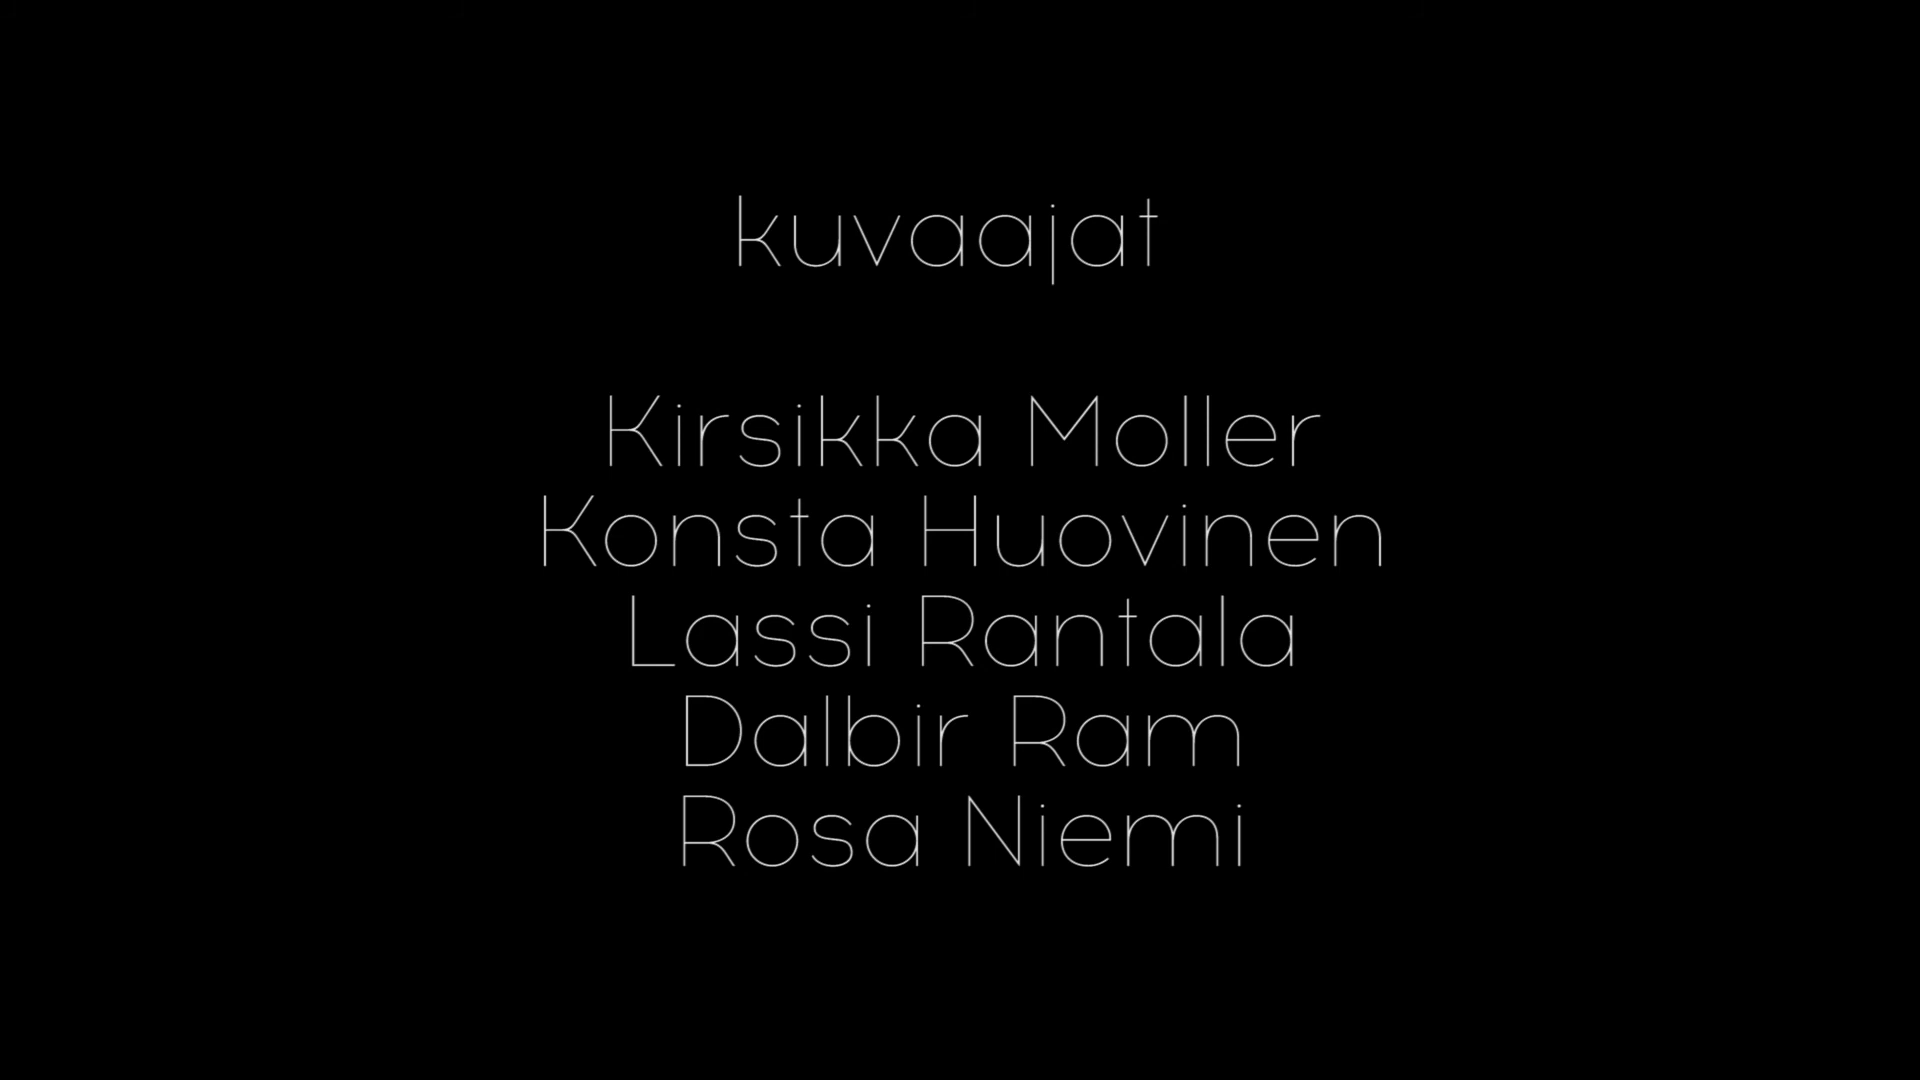 kuvaajat
Kirsikka Moller
Konsta Huovinen
Lassi Rantala
Dalbir Ram
Rosa Niemi